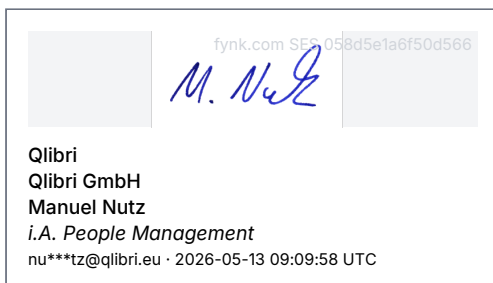 fynk.com SES 058d5e1a6f50d566
M. Nutz
Qlibri
Qlibri GmbH
Manuel Nutz
i.A. People Management
nu***tz@qlibri.eu · 2026-05-13 09:09:58 UTC